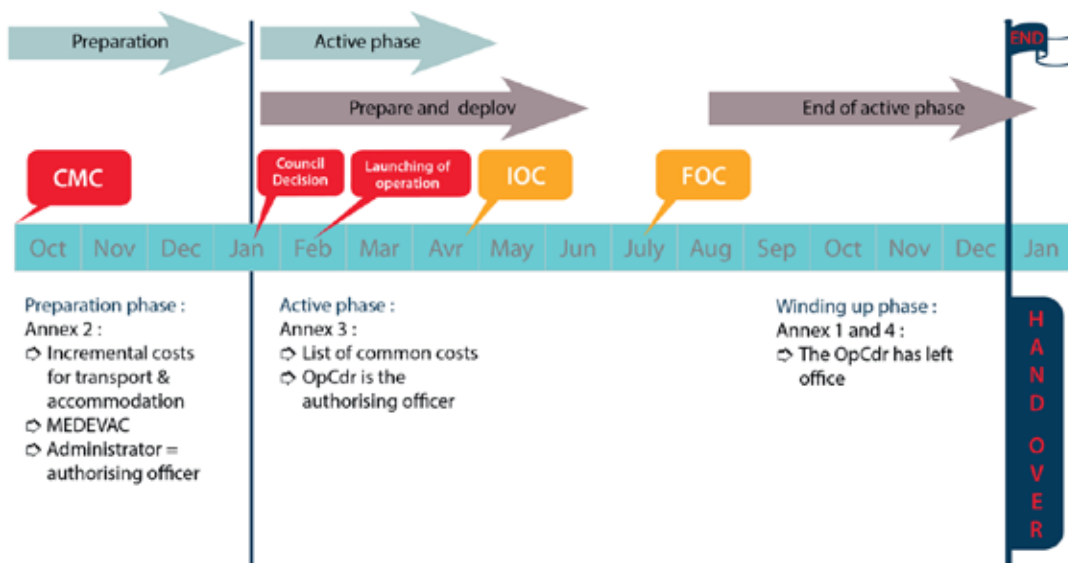 Preparation
Active phase
END
Prepare and deplov
End of active phase
CMC
Council
Decision
Launching of
operation
IOC
FOC
Oct Nov Dec Jan Feb Mar Avr May Jun July Aug Sep Oct Nov Dec Jan
Preparation phase :
Annex 2 :
➩ Incremental costs
for transport &
accommodation
➩ MEDEVAC
➩ Administrator =
authorising officer
Active phase :
Annex 3 :
➩ List of common costs
➩ OpCdr is the
authorising officer
Winding up phase :
Annex 1 and 4 :
➩ The OpCdr has left
office
HAND OVER